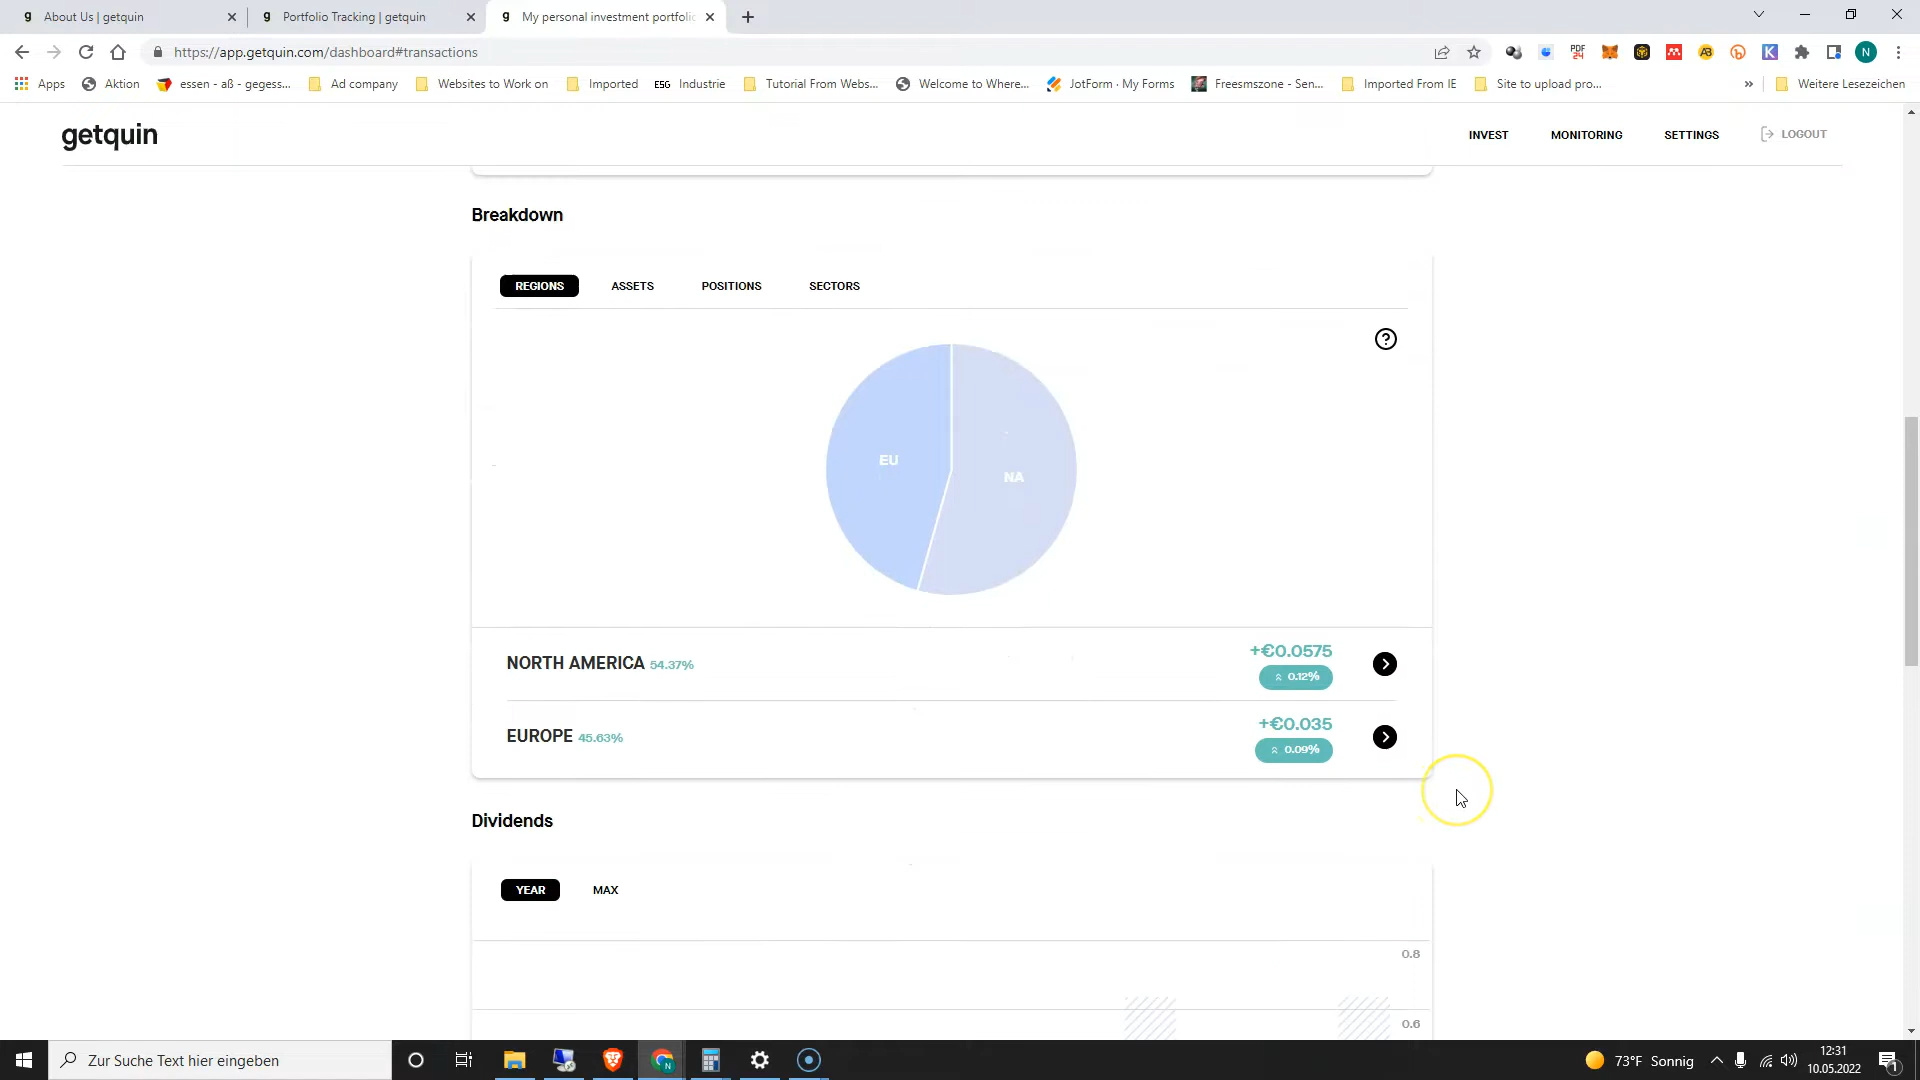 About Us | getquin
Portfolio Tracking | getquin
My personal investment portfolio
https://app.getquin.com/dashboard#transactions
Apps
Aktion
essen - aß - gegess...
Ad company
Websites to Work on
Imported
ESG Industrie
Tutorial From Webs...
Welcome to Where...
JotForm · My Forms
Freesmszone - Sen...
Imported From IE
Site to upload pro...
»
Weitere Lesezeichen
getquin
INVEST
MONITORING
SETTINGS
LOGOUT
Breakdown
REGIONS
ASSETS
POSITIONS
SECTORS
EU
NA
NORTH AMERICA 54.37%
+€0.0575
0.12%
EUROPE 45.63%
+€0.035
0.09%
Dividends
YEAR
MAX
0.8
0.6
Zur Suche Text hier eingeben
73°F Sonnig
12:31
10.05.2022